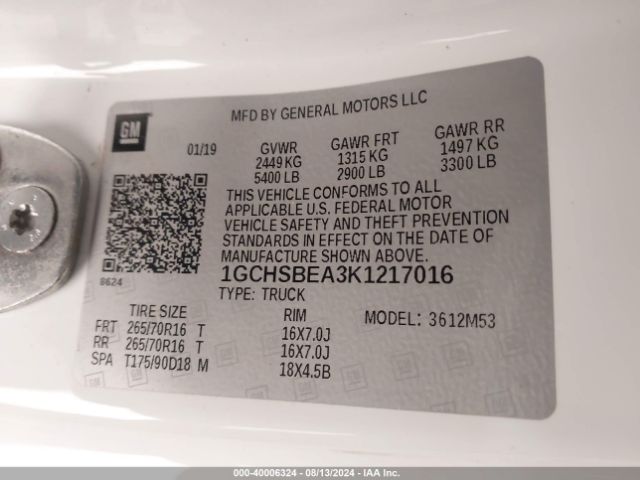 GM
MFD BY GENERAL MOTORS LLC
01/19 GVWR GAWR FRT GAWR RR
2449 KG 1315 KG 1497 KG
5400 LB 2900 LB 3300 LB
THIS VEHICLE CONFORMS TO ALL
APPLICABLE U.S. FEDERAL MOTOR
VEHICLE SAFETY AND THEFT PREVENTION
STANDARDS IN EFFECT ON THE DATE OF
MANUFACTURE SHOWN ABOVE.
8624
1GCHSBEA3K1217016
TYPE: TRUCK
TIRE SIZE RIM MODEL: 3612M53
FRT 265/70R16 T 16X7.0J
RR 265/70R16 T 16X7.0J
SPA T175/90D18 M 18X4.5B
000-40006324 - 08/13/2024 - IAA Inc.